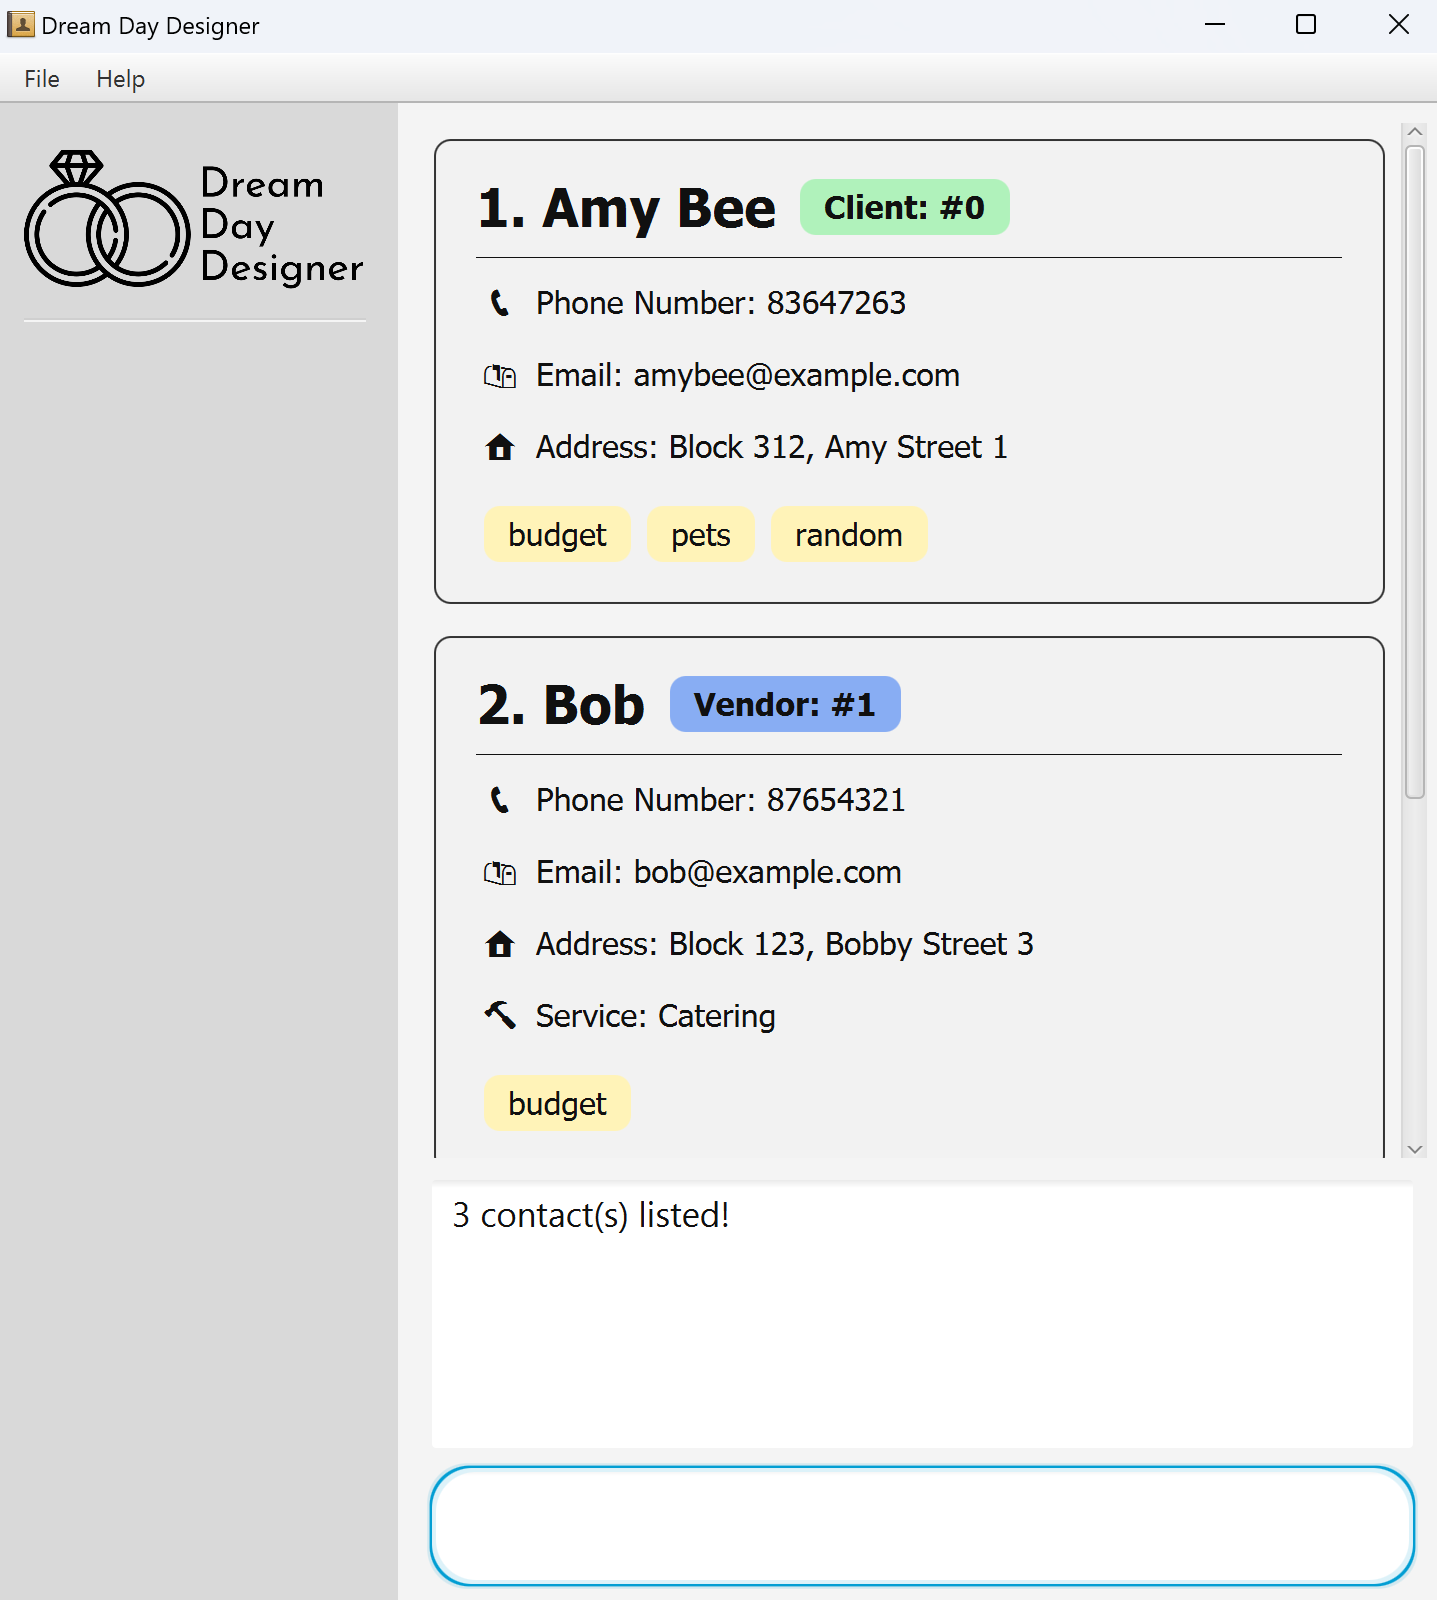 Dream Day Designer
File Help
Dream
Day
Designer
1. Amy Bee Client: #0
Phone Number: 83647263
Email: amybee@example.com
Address: Block 312, Amy Street 1
budget pets random
2. Bob Vendor: #1
Phone Number: 87654321
Email: bob@example.com
Address: Block 123, Bobby Street 3
Service: Catering
budget
3 contact(s) listed!